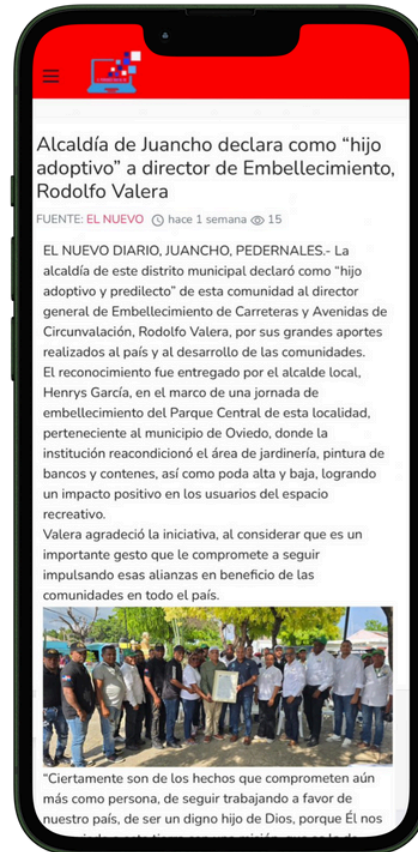 Alcaldía de Juancho declara como “hijo
adoptivo” a director de Embellecimiento,
Rodolfo Valera
FUENTE: EL NUEVO hace 1 semana 15
EL NUEVO DIARIO, JUANCHO, PEDERNALES.- La
alcaldía de este distrito municipal declaró como “hijo
adoptivo y predilecto” de esta comunidad al director
general de Embellecimiento de Carreteras y Avenidas de
Circunvalación, Rodolfo Valera, por sus grandes aportes
realizados al país y al desarrollo de las comunidades.
El reconocimiento fue entregado por el alcalde local,
Henrys García, en el marco de una jornada de
embellecimiento del Parque Central de esta localidad,
perteneciente al municipio de Oviedo, donde la
institución reacondicionó el área de jardinería, pintura de
bancos y contenes, así como poda alta y baja, logrando
un impacto positivo en los usuarios del espacio
recreativo.
Valera agradeció la iniciativa, al considerar que es un
importante gesto que le compromete a seguir
impulsando esas alianzas en beneficio de las
comunidades en todo el país.
“Ciertamente son de los hechos que comprometen aún
más como persona, de seguir trabajando a favor de
nuestro país, de ser un digno hijo de Dios, porque Él nos